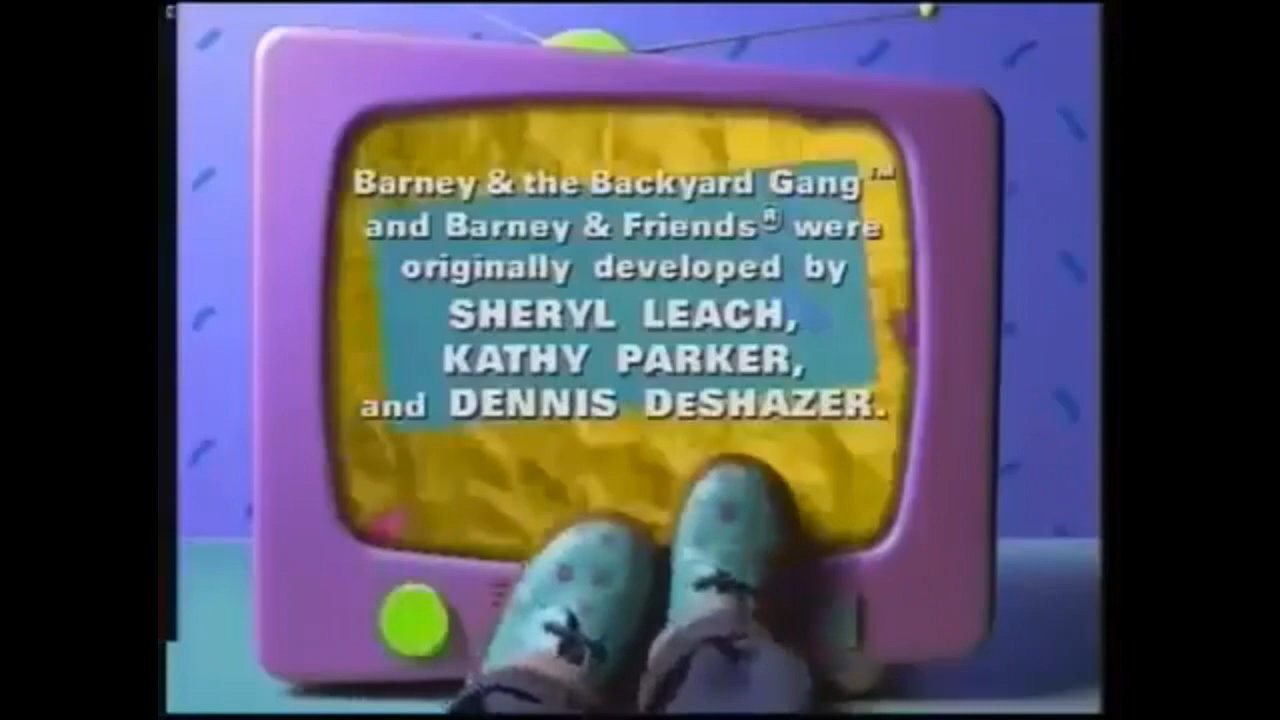 Barney & the Backyard Gang™
and Barney & Friends® were
originally developed by
SHERYL LEACH,
KATHY PARKER,
and DENNIS DeSHAZER.